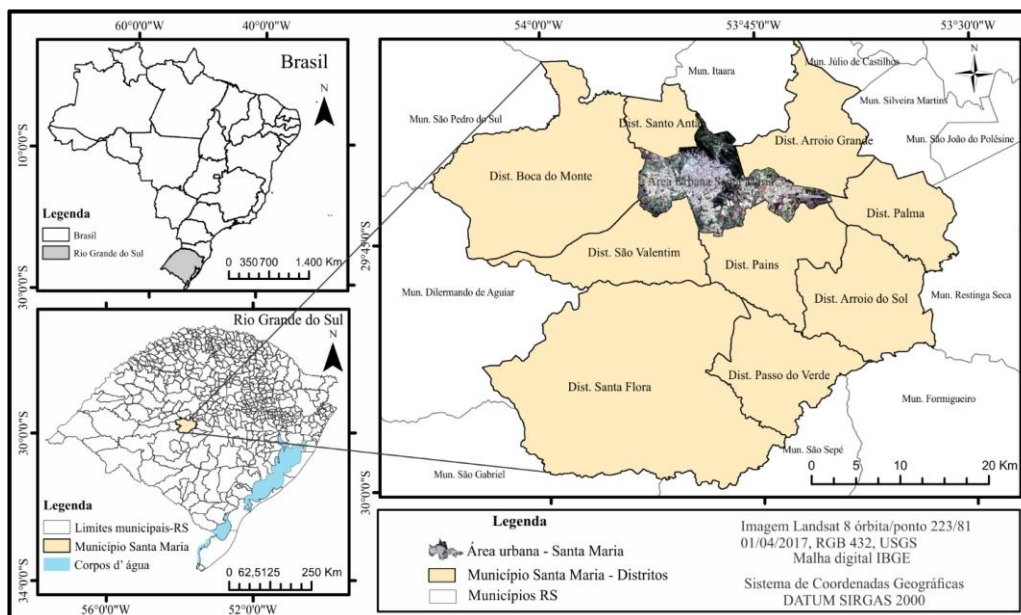 60°0'0"W
40°0'0"W
Brasil
N
10°0'0"S
30°0'0"S
Legenda
Brasil
Rio Grande do Sul
0 350700 1.400 Km
Rio Grande do Sul
N
30°0'0"S
34°0'0"S
Legenda
Limites municipais-RS
Município Santa Maria
Corpos d' água
0 62,5125 250 Km
56°0'0"W
52°0'0"W
54°0'0"W
53°45'0"W
53°30'0"W
N
Mun. Itaara
Mun. Júlio de Castilhos
Mun. Silveira Martins
Mun. São João do Polêsine
Mun. São Pedro do Sul
Dist. Santo Antão
Dist. Arroio Grande
Dist. Boca do Monte
Área Urbana
Dist. Palma
29°45'0"S
Dist. São Valentim
Dist. Pains
Mun. Dilermando de Aguiar
Dist. Arroio do Sol
Mun. Restinga Seca
Dist. Santa Flora
Dist. Passo do Verde
Mun. Formigueiro
Mun. São Sepé
Mun. São Gabriel
0 5 10 20 Km
30°0'0"S
Legenda
Área urbana - Santa Maria
Município Santa Maria - Distritos
Municípios RS
Imagem Landsat 8 órbita/ponto 223/81
01/04/2017, RGB 432, USGS
Malha digital IBGE
Sistema de Coordenadas Geográficas
DATUM SIRGAS 2000